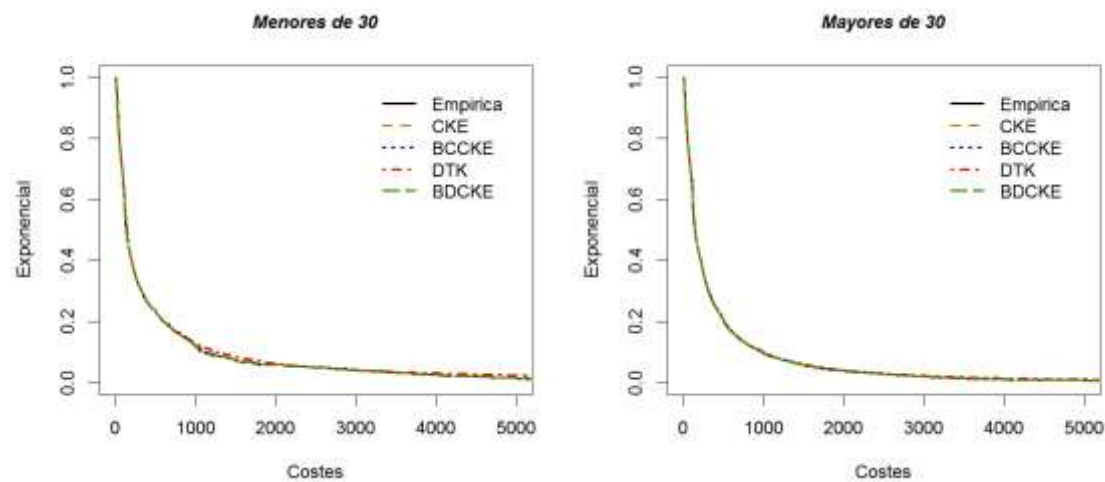 Menores de 30
Exponencial
1.0
0.8
0.6
0.4
0.2
0.0
Empirica
CKE
BCCKE
DTK
BDCKE
0 1000 2000 3000 4000 5000
Costes
Mayores de 30
Exponencial
1.0
0.8
0.6
0.4
0.2
0.0
Empirica
CKE
BCCKE
DTK
BDCKE
0 1000 2000 3000 4000 5000
Costes